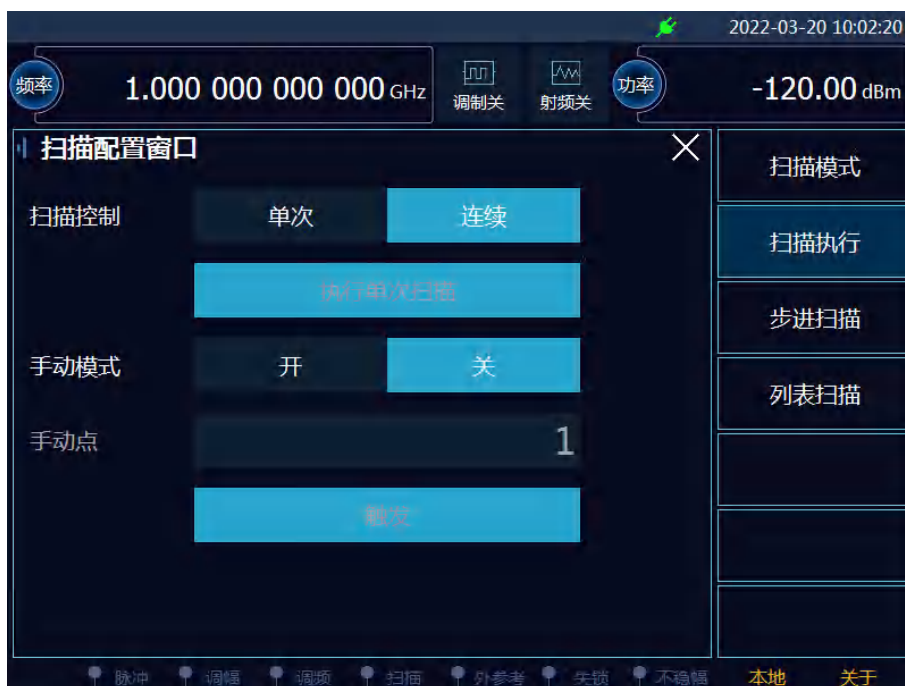 2022-03-20 10:02:20
频率 1.000 000 000 000 GHz 调制关 射频关 功率 -120.00 dBm
扫描配置窗口
扫描模式
扫描控制 单次 连续
扫描执行
执行单次扫描
步进扫描
手动模式 开 关
列表扫描
手动点 1
触发
脉冲 调幅 调频 扫描 外参考 失锁 不稳幅 本地 关于